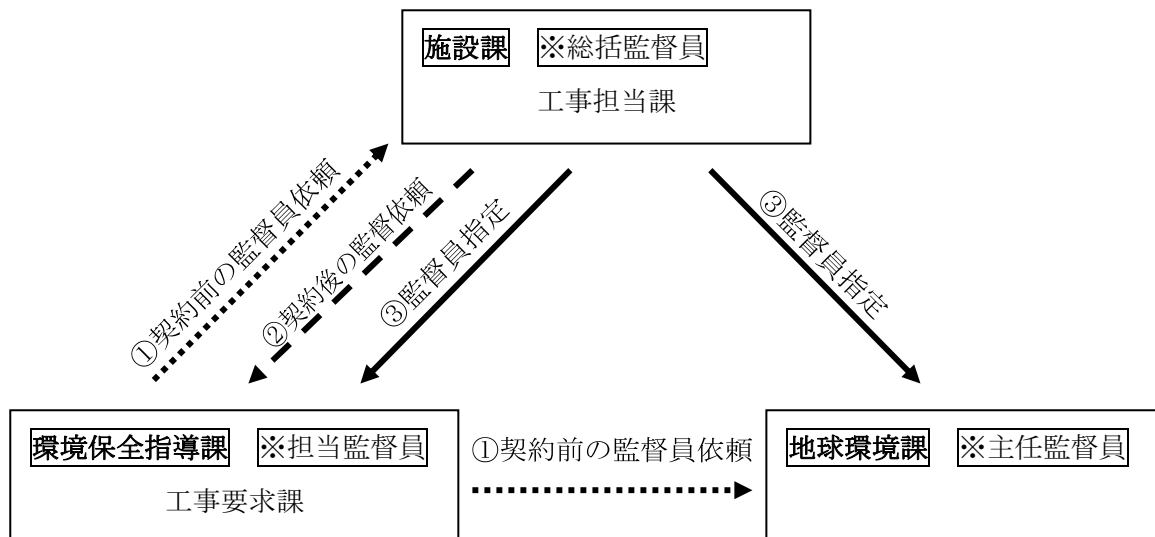 施設課 ※総括監督員
工事担当課
①契約前の監督員依頼
②契約後の監督依頼
③監督員指定
③監督員指定
環境保全指導課 ※担当監督員
工事要求課
①契約前の監督員依頼
地球環境課 ※主任監督員